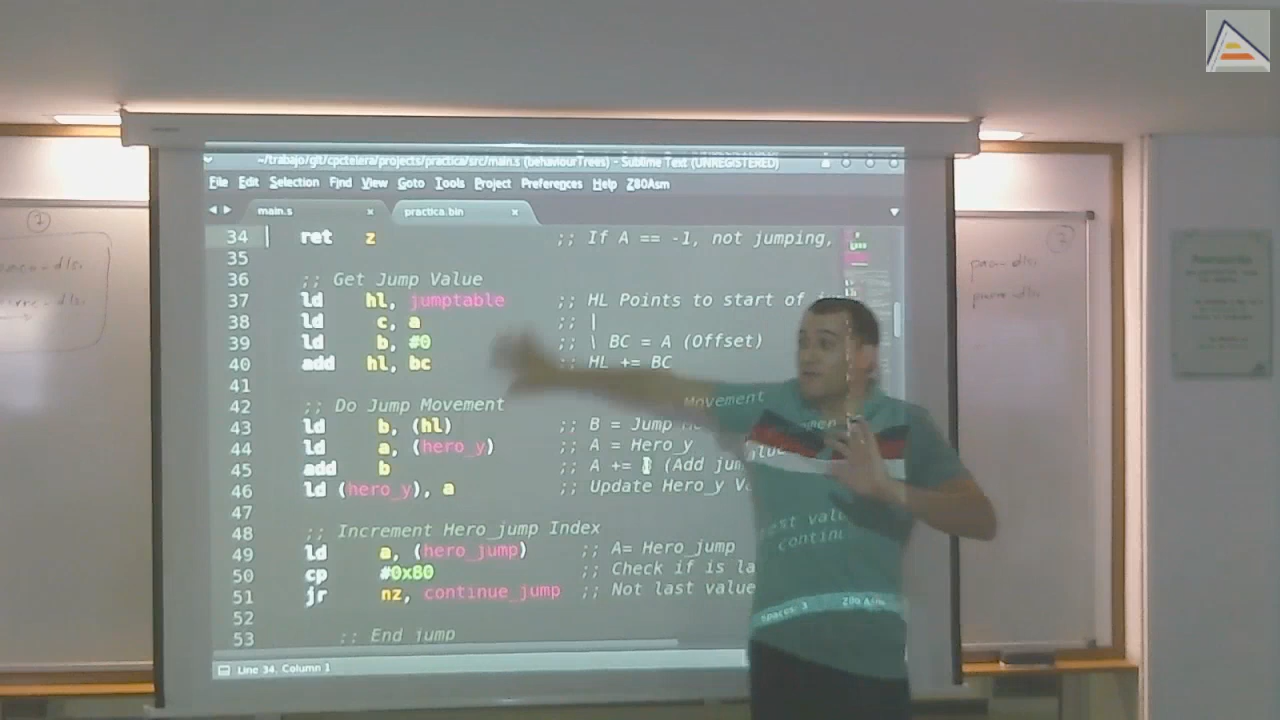 ~/trabajo/git/cpctelera/projects/practica/src/main.s (behaviourTrees) - Sublime Text (UNREGISTERED)
File Edit Selection Find View Goto Tools Project Preferences Help Z80Asm
main.s × practica.bin ×
34 ret z ;; If A == -1, not jumping,
35
36 ;; Get Jump Value
37 ld hl, jumptable ;; HL Points to start of
38 ld c, a ;; |
39 ld b, #0 ;; \ BC = A (Offset)
40 add hl, bc ;; HL += BC
41
42 ;; Do Jump Movement Movement
43 ld b, (hl) ;; B = Jump
44 ld a, (hero_y) ;; A = Hero_y
45 add b ;; A += B (Add jum
46 ld (hero_y), a ;; Update Hero_y
47
48 ;; Increment Hero_jump Index
49 ld a, (hero_jump) ;; A= Hero_jump
50 cp #0x80 ;; Check if is la
51 jr nz, continue_jump ;; Not last value
52
53 ;; End jump
Line 34, Column 1 Spaces: 3 Z80Asm